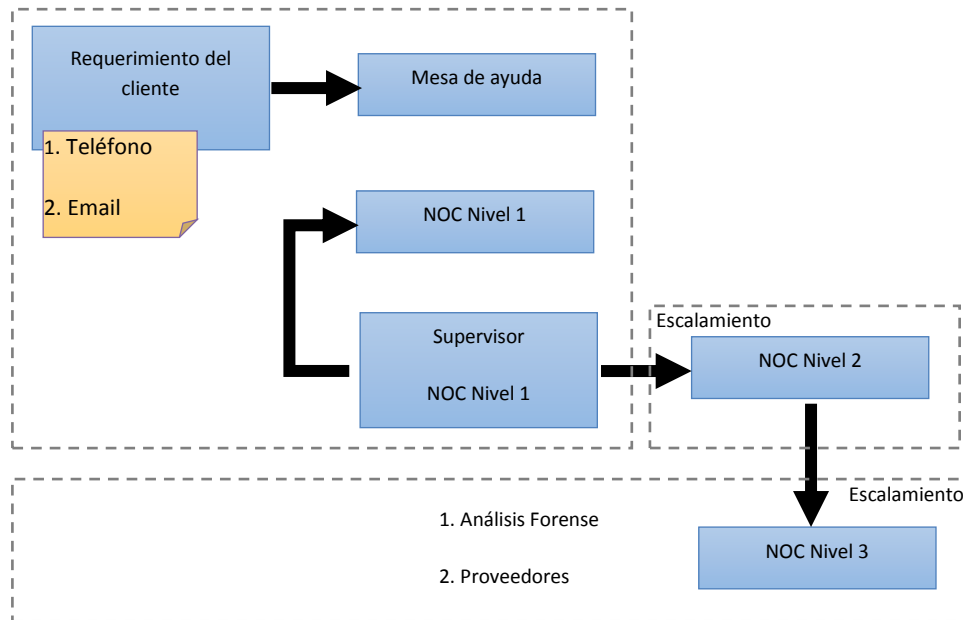 Requerimiento del
cliente
Mesa de ayuda
1. Teléfono
2. Email
NOC Nivel 1
Supervisor
NOC Nivel 1
Escalamiento
NOC Nivel 2
Escalamiento
1. Análisis Forense
2. Proveedores
NOC Nivel 3